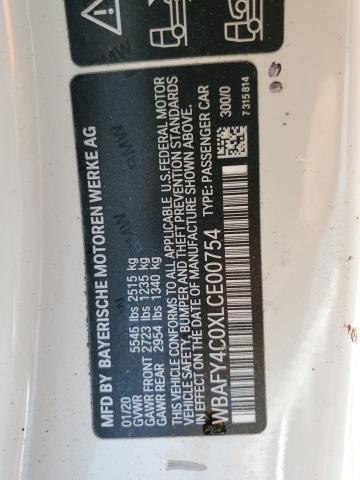 MFD BY BAYERISCHE MOTOREN WERKE AG
01/20
GVWR 5545 lbs 2515 kg
GAWR FRONT 2723 lbs 1235 kg
GAWR REAR 2954 lbs 1340 kg
THIS VEHICLE CONFORMS TO ALL APPLICABLE U.S.FEDERAL MOTOR
VEHICLE SAFETY, BUMPER, AND THEFT PREVENTION STANDARDS
IN EFFECT ON THE DATE OF MANUFACTURE SHOWN ABOVE.
WBAFY4C0XLCE00754 TYPE: PASSENGER CAR
300/0
7315814